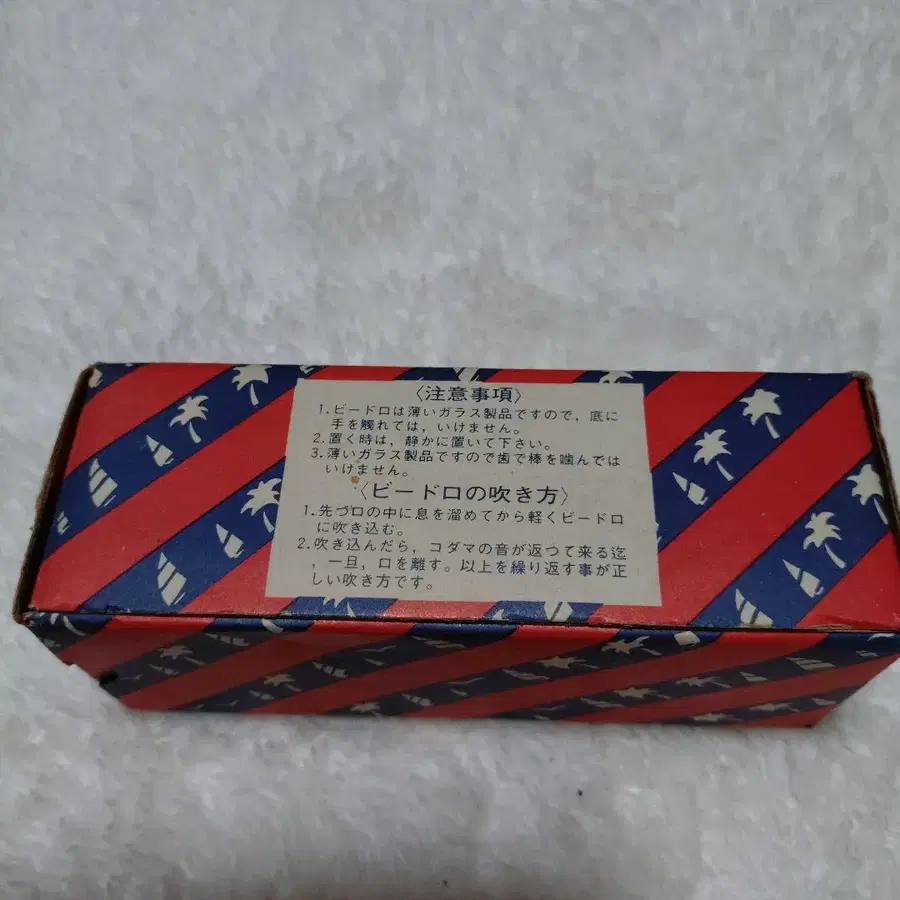 〈注意事項〉
1.ビードロは薄いガラス製品ですので，底に
手を觸れては，いけません。
2.置く時は，静かに置いて下さい。
3.薄いガラス製品ですので歯で棒を噛んでは
いけません。
〈ビードロの吹き方〉
1.先づ口の中に息を溜めてから軽くビードロ
に吹き込む。
2.吹き込んだら，コダマの音が返つて来る迄
，一旦，口を離す。以上を繰り返す事が正
しい吹き方です。